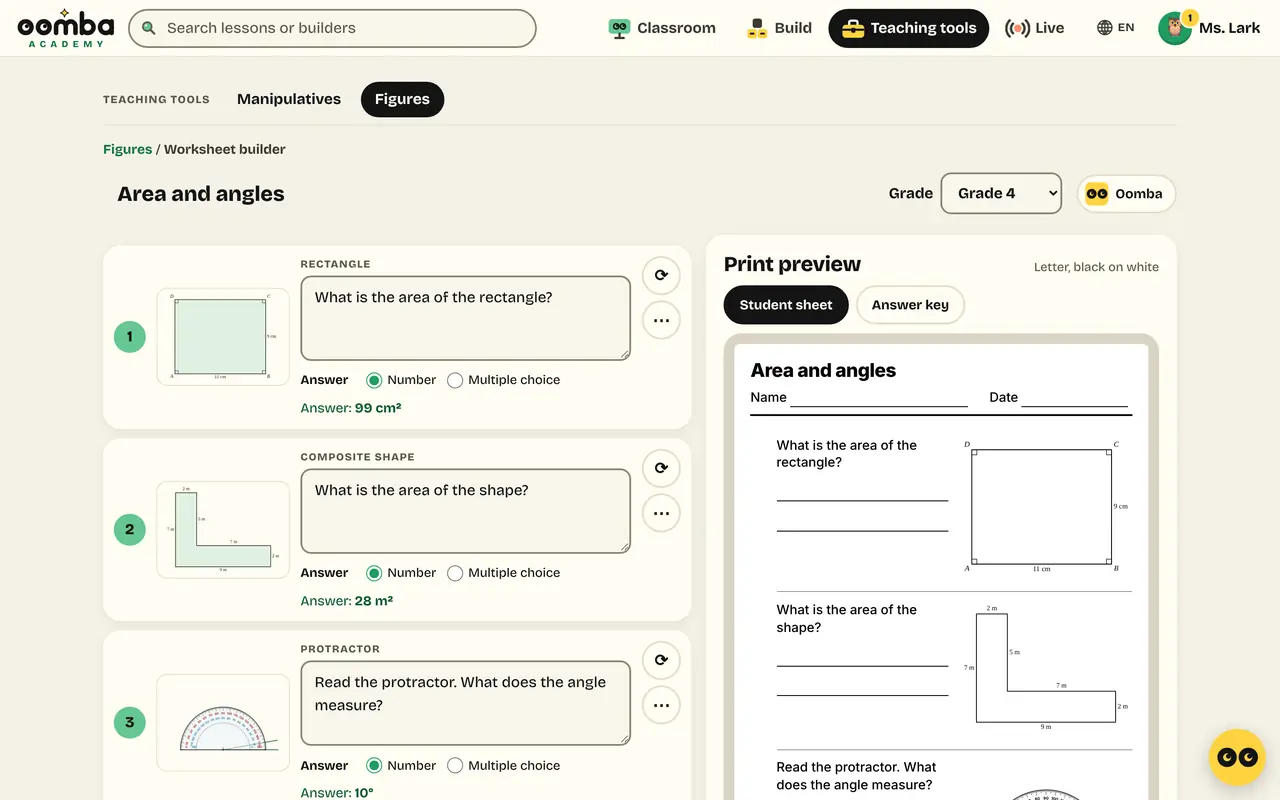 oomba
ACADEMY
Search lessons or builders
Classroom
Build
Teaching tools
Live
EN
1
Ms. Lark
TEACHING TOOLS
Manipulatives
Figures
Figures / Worksheet builder
Area and angles
Grade
Grade 4
Oomba
1
D
C
9 cm
A
11 cm
B
RECTANGLE
What is the area of the rectangle?
Answer
Number
Multiple choice
Answer: 99 cm²
2
2 m
5 m
7 m
7 m
2 m
9 m
COMPOSITE SHAPE
What is the area of the shape?
Answer
Number
Multiple choice
Answer: 28 m²
3
PROTRACTOR
Read the protractor. What does the angle
measure?
Answer
Number
Multiple choice
Answer: 10°
Print preview
Letter, black on white
Student sheet
Answer key
Area and angles
Name
Date
What is the area of the
rectangle?
D
C
9 cm
A
11 cm
B
What is the area of the
shape?
2 m
5 m
7 m
7 m
2 m
9 m
Read the protractor. What
does the angle measure?